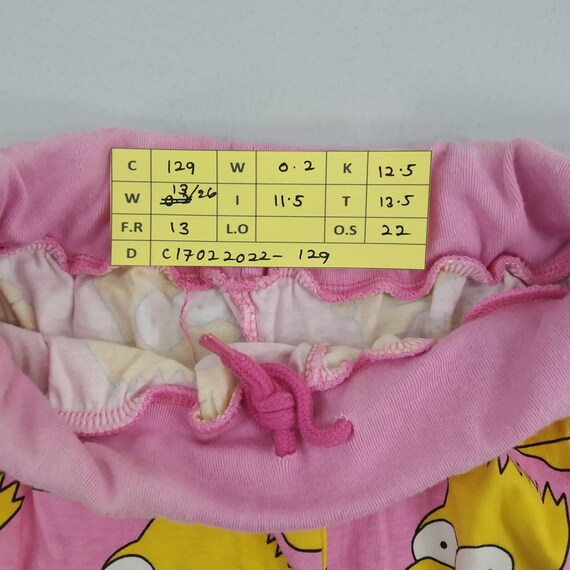 C 129 W 0.2 K 12.5
W 13/26 I 11.5 T 13.5
F.R 13 L.O O.S 22
D C17022022- 129